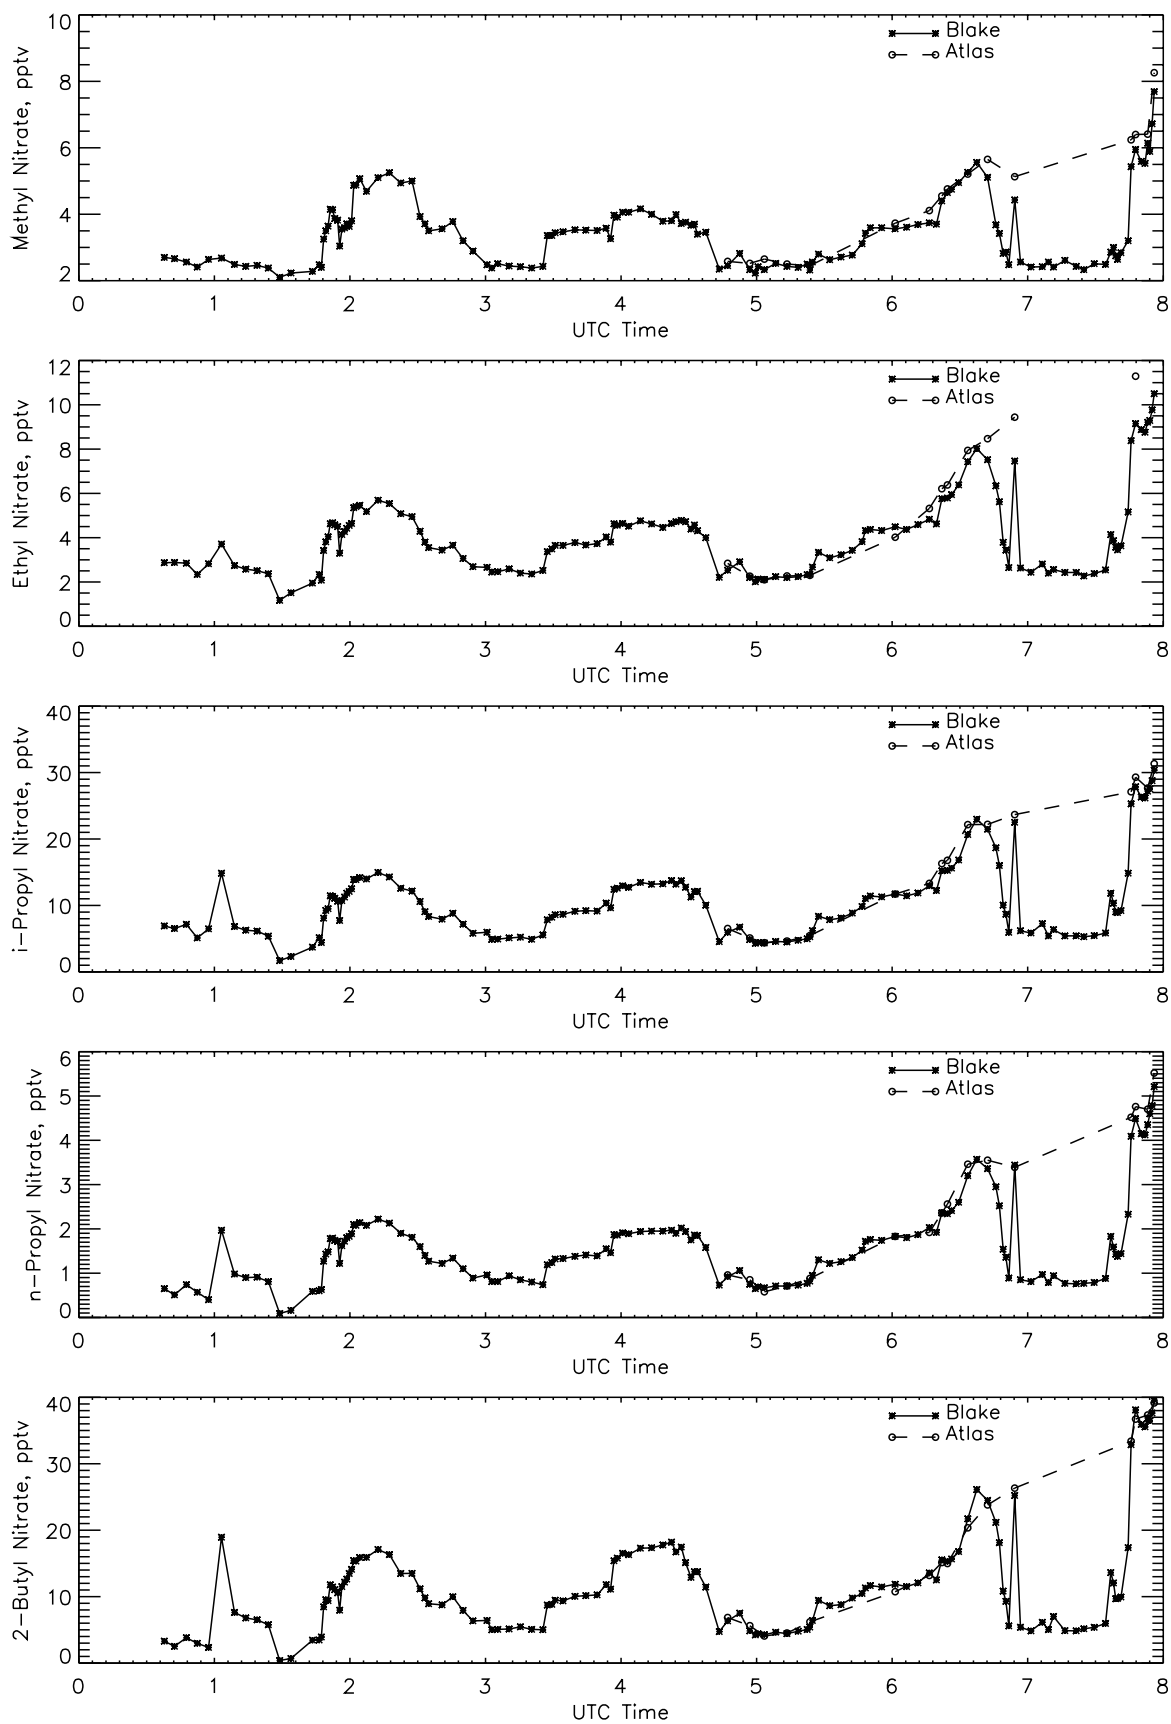 Methyl Nitrate, pptv
10
8
6
4
2
Blake
Atlas
0 1 2 3 4 5 6 7 8
UTC Time
Ethyl Nitrate, pptv
12
10
8
6
4
2
0
Blake
Atlas
0 1 2 3 4 5 6 7 8
UTC Time
i-Propyl Nitrate, pptv
40
30
20
10
0
Blake
Atlas
0 1 2 3 4 5 6 7 8
UTC Time
n-Propyl Nitrate, pptv
6
5
4
3
2
1
0
Blake
Atlas
0 1 2 3 4 5 6 7 8
UTC Time
2-Butyl Nitrate, pptv
40
30
20
10
0
Blake
Atlas
0 1 2 3 4 5 6 7 8
UTC Time